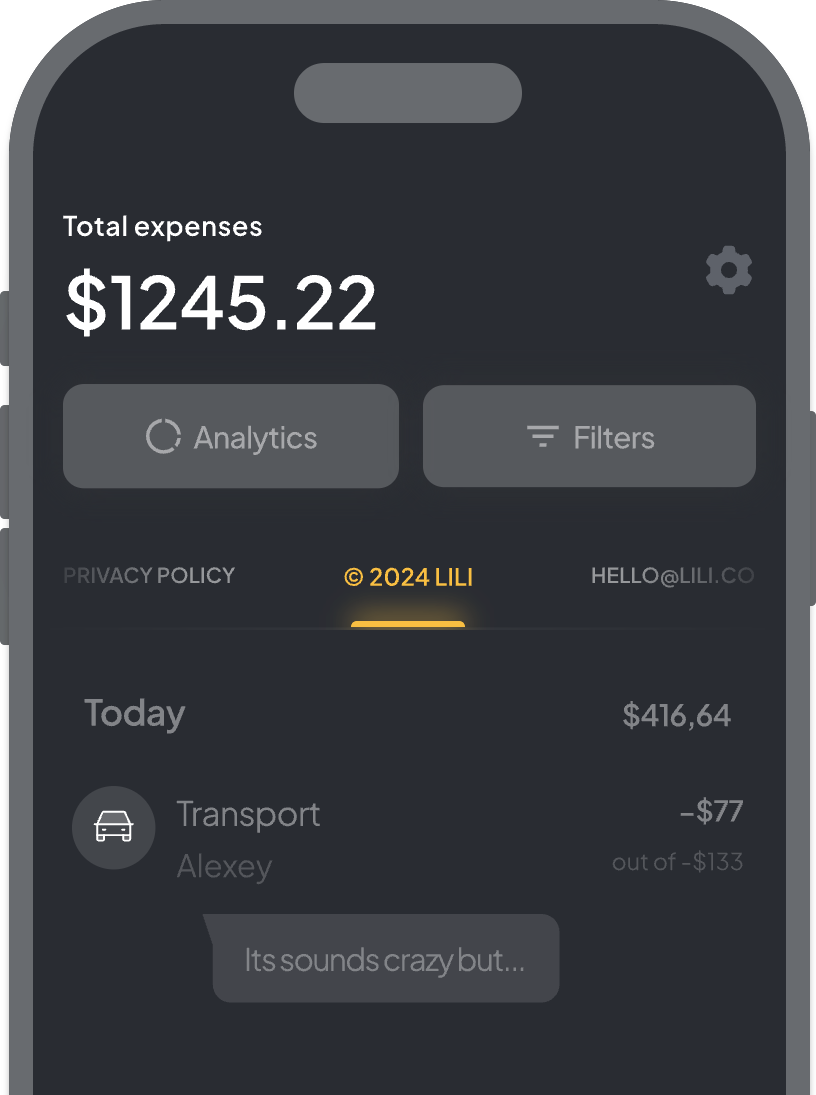 Total expenses
$1245.22
Analytics
Filters
PRIVACY POLICY
© 2024 LILI
HELLO@LILI.CO
Today
$416,64
Transport
-$77
Alexey
out of -$133
Its sounds crazy but...